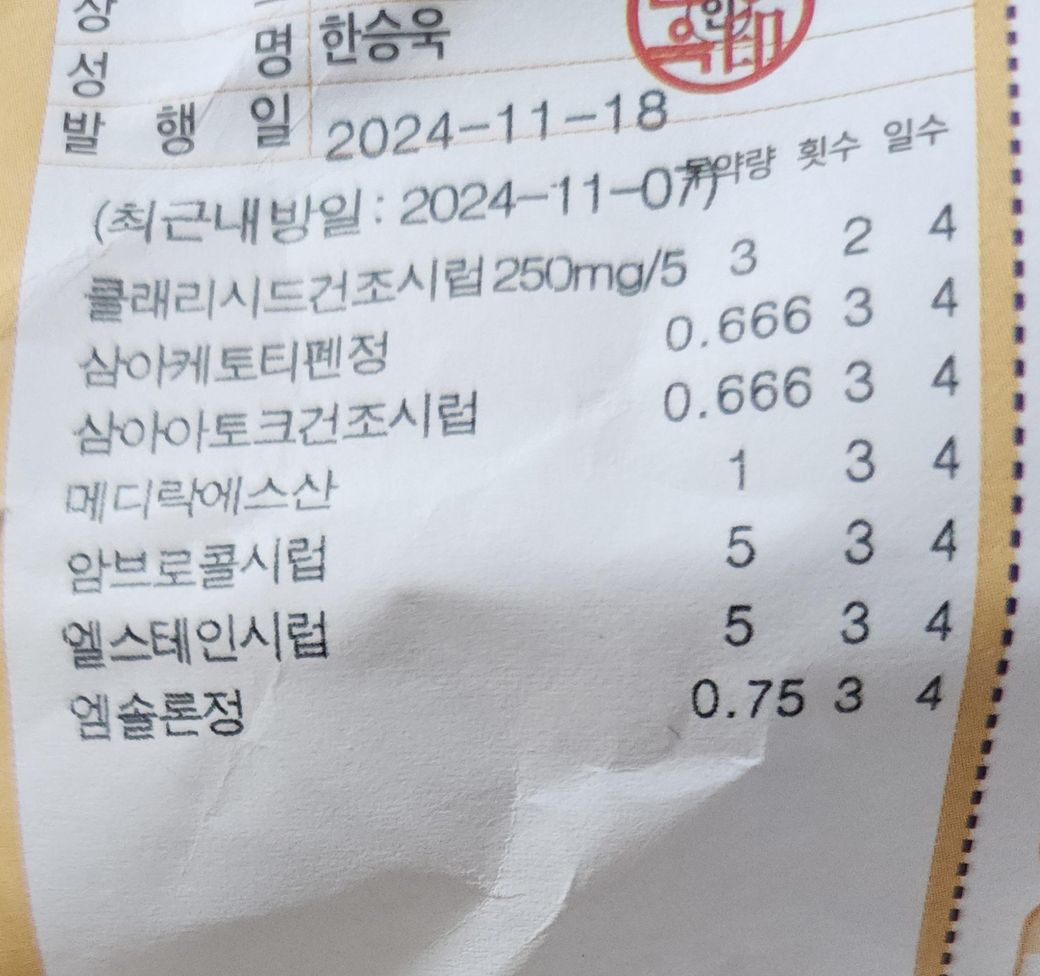 성 명 한승욱
발 행 일 2024-11-18
투약량 횟수 일수
(최근내방일 : 2024-11-07)
클래리시드건조시럽250mg/5 3 2 4
삼아케토티펜정 0.666 3 4
삼아아토크건조시럽 0.666 3 4
메디락에스산 1 3 4
암브로콜시럽 5 3 4
엘스테인시럽 5 3 4
엠솔론정 0.75 3 4